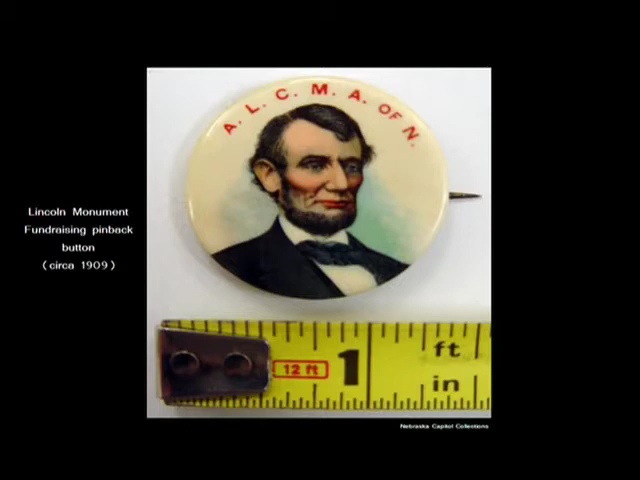 A. L. C. M. A. OF N.
Lincoln Monument
Fundraising pinback
button
(circa 1909)
12 ft
1
ft
in
Nebraska Capitol Collections